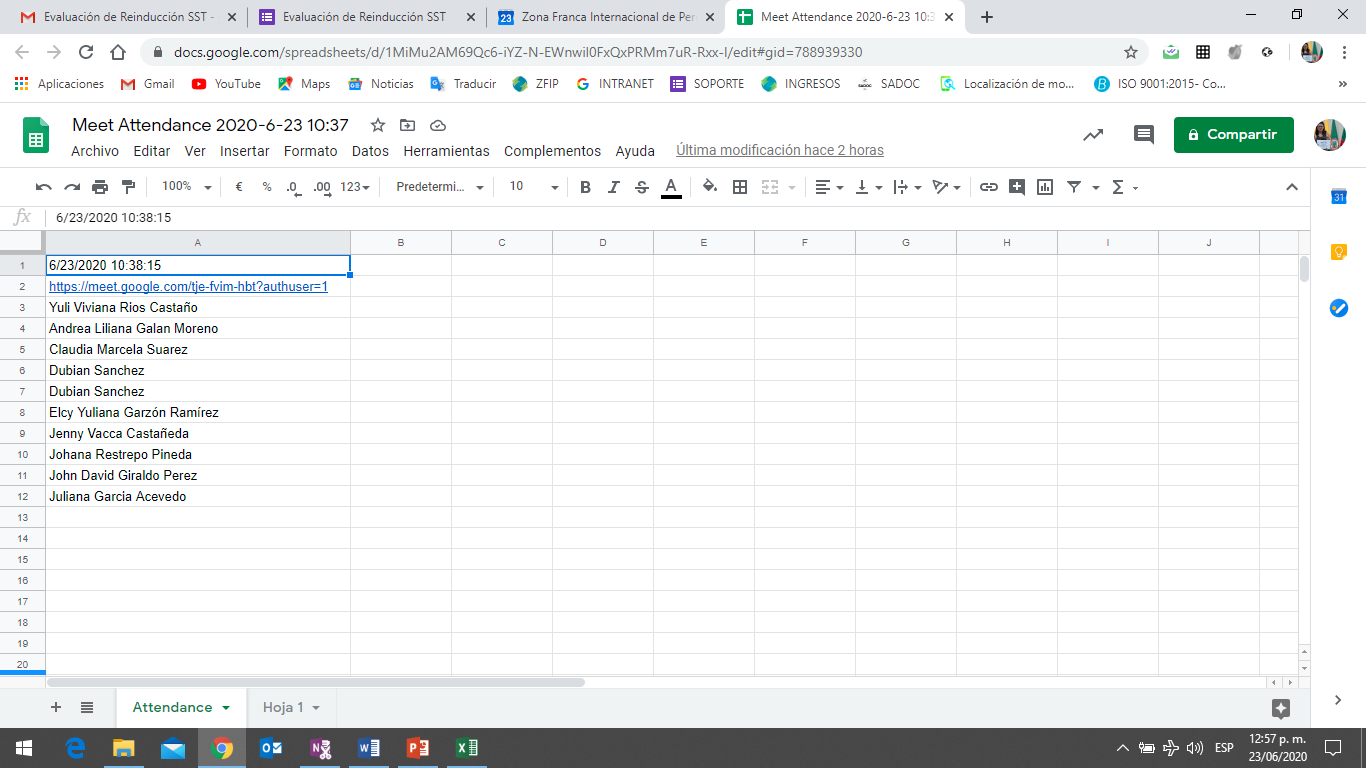 Evaluación de Reinducción SST -
Evaluación de Reinducción SST
Zona Franca Internacional de Per
Meet Attendance 2020-6-23 10:3
docs.google.com/spreadsheets/d/1MiMu2AM69Qc6-iYZ-N-EWnwil0FxQxPRMm7uR-Rxx-I/edit#gid=788939330
Aplicaciones Gmail YouTube Maps Noticias Traducir ZFIP INTRANET SOPORTE INGRESOS SADOC Localización de mo... ISO 9001:2015- Co... »
Meet Attendance 2020-6-23 10:37
Compartir
Archivo Editar Ver Insertar Formato Datos Herramientas Complementos Ayuda Última modificación hace 2 horas
100% € % .0 .00 123 Predetermi... 10 B I S A Σ
31
fx 6/23/2020 10:38:15
A B C D E F G H I J
1 6/23/2020 10:38:15
2 https://meet.google.com/tje-fvim-hbt?authuser=1
3 Yuli Viviana Rios Castaño
4 Andrea Liliana Galan Moreno
5 Claudia Marcela Suarez
6 Dubian Sanchez
7 Dubian Sanchez
8 Elcy Yuliana Garzón Ramírez
9 Jenny Vacca Castañeda
10 Johana Restrepo Pineda
11 John David Giraldo Perez
12 Juliana Garcia Acevedo
13
14
15
16
17
18
19
20
Attendance Hoja 1
ESP
12:57 p. m.
23/06/2020